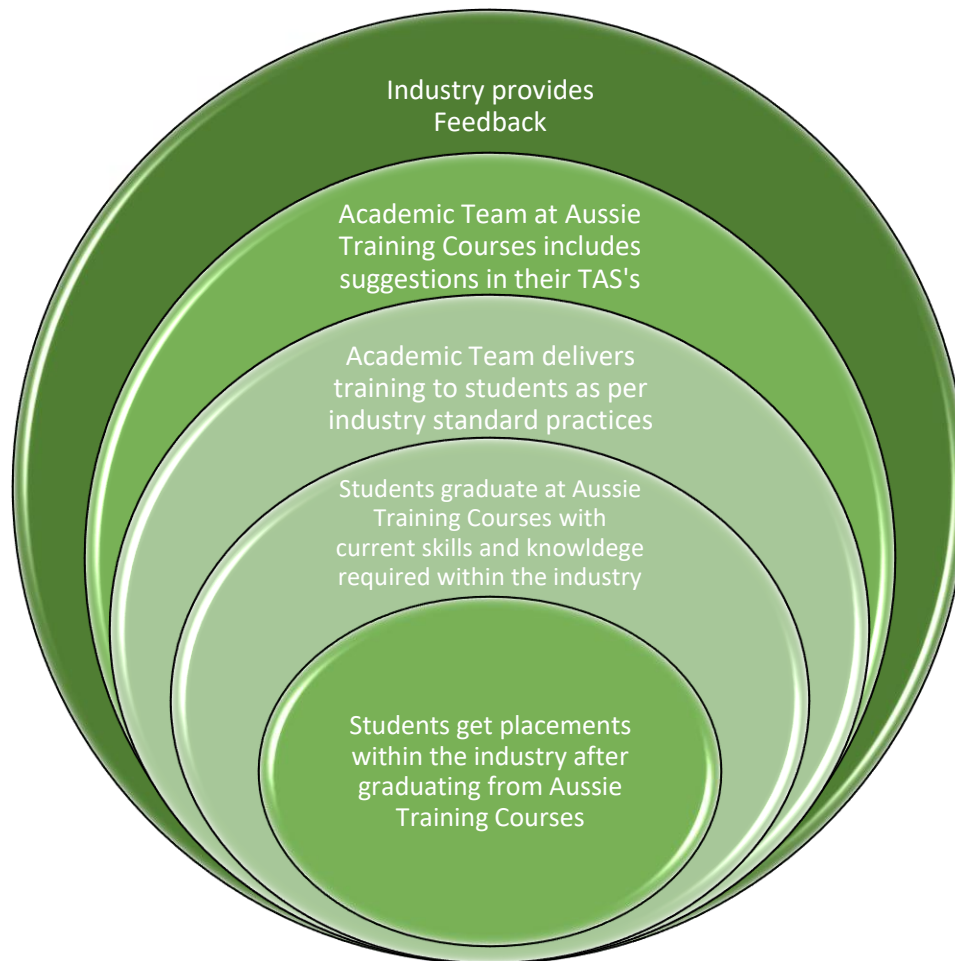 Industry provides
Feedback
Academic Team at Aussie
Training Courses includes
suggestions in their TAS's
Academic Team delivers
training to students as per
industry standard practices
Students graduate at Aussie
Training Courses with
current skills and knowldege
required within the industry
Students get placements
within the industry after
graduating from Aussie
Training Courses